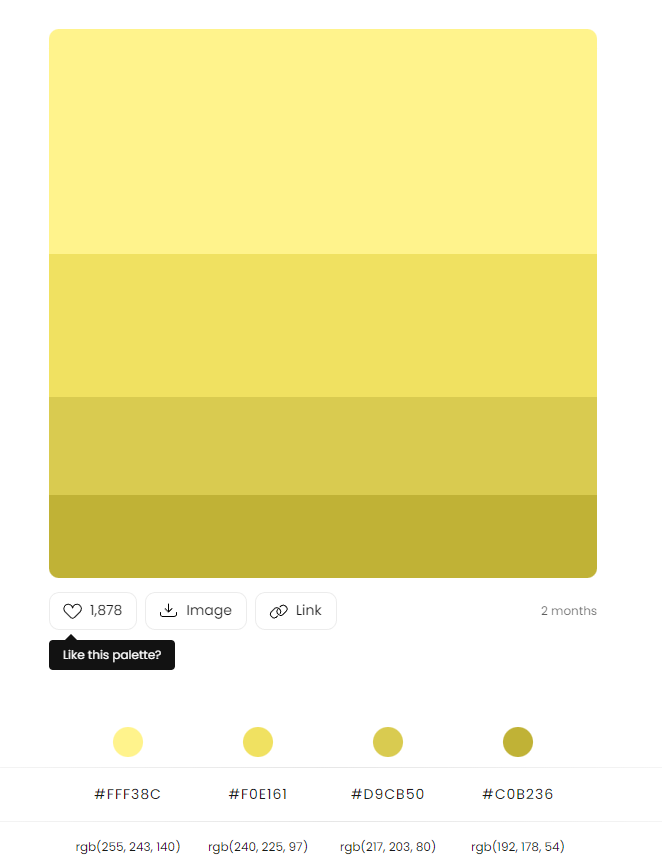 1,878 Image Link 2 months
Like this palette?
#FFF38C #F0E161 #D9CB50 #C0B236
rgb(255, 243, 140) rgb(240, 225, 97) rgb(217, 203, 80) rgb(192, 178, 54)